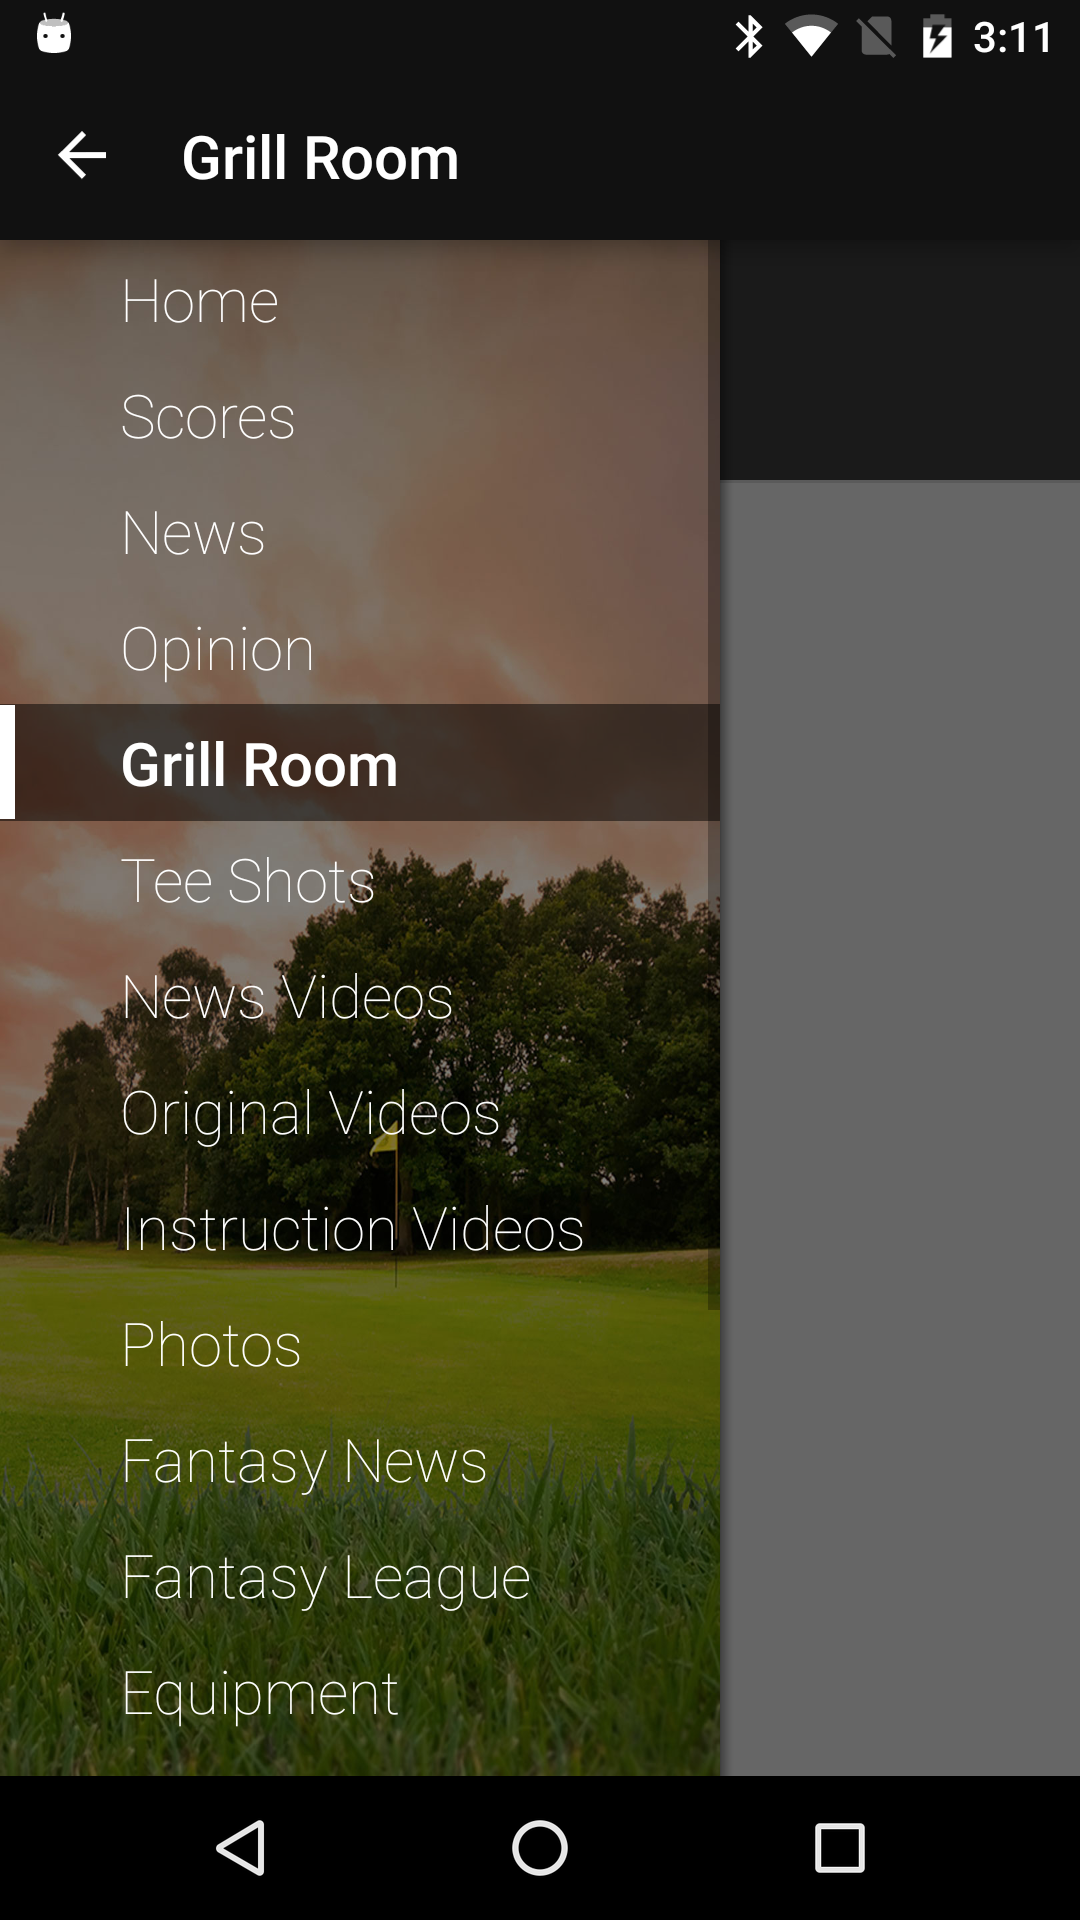 3:11
Grill Room
Home
Scores
News
Opinion
Grill Room
Tee Shots
News Videos
Original Videos
Instruction Videos
Photos
Fantasy News
Fantasy League
Equipment